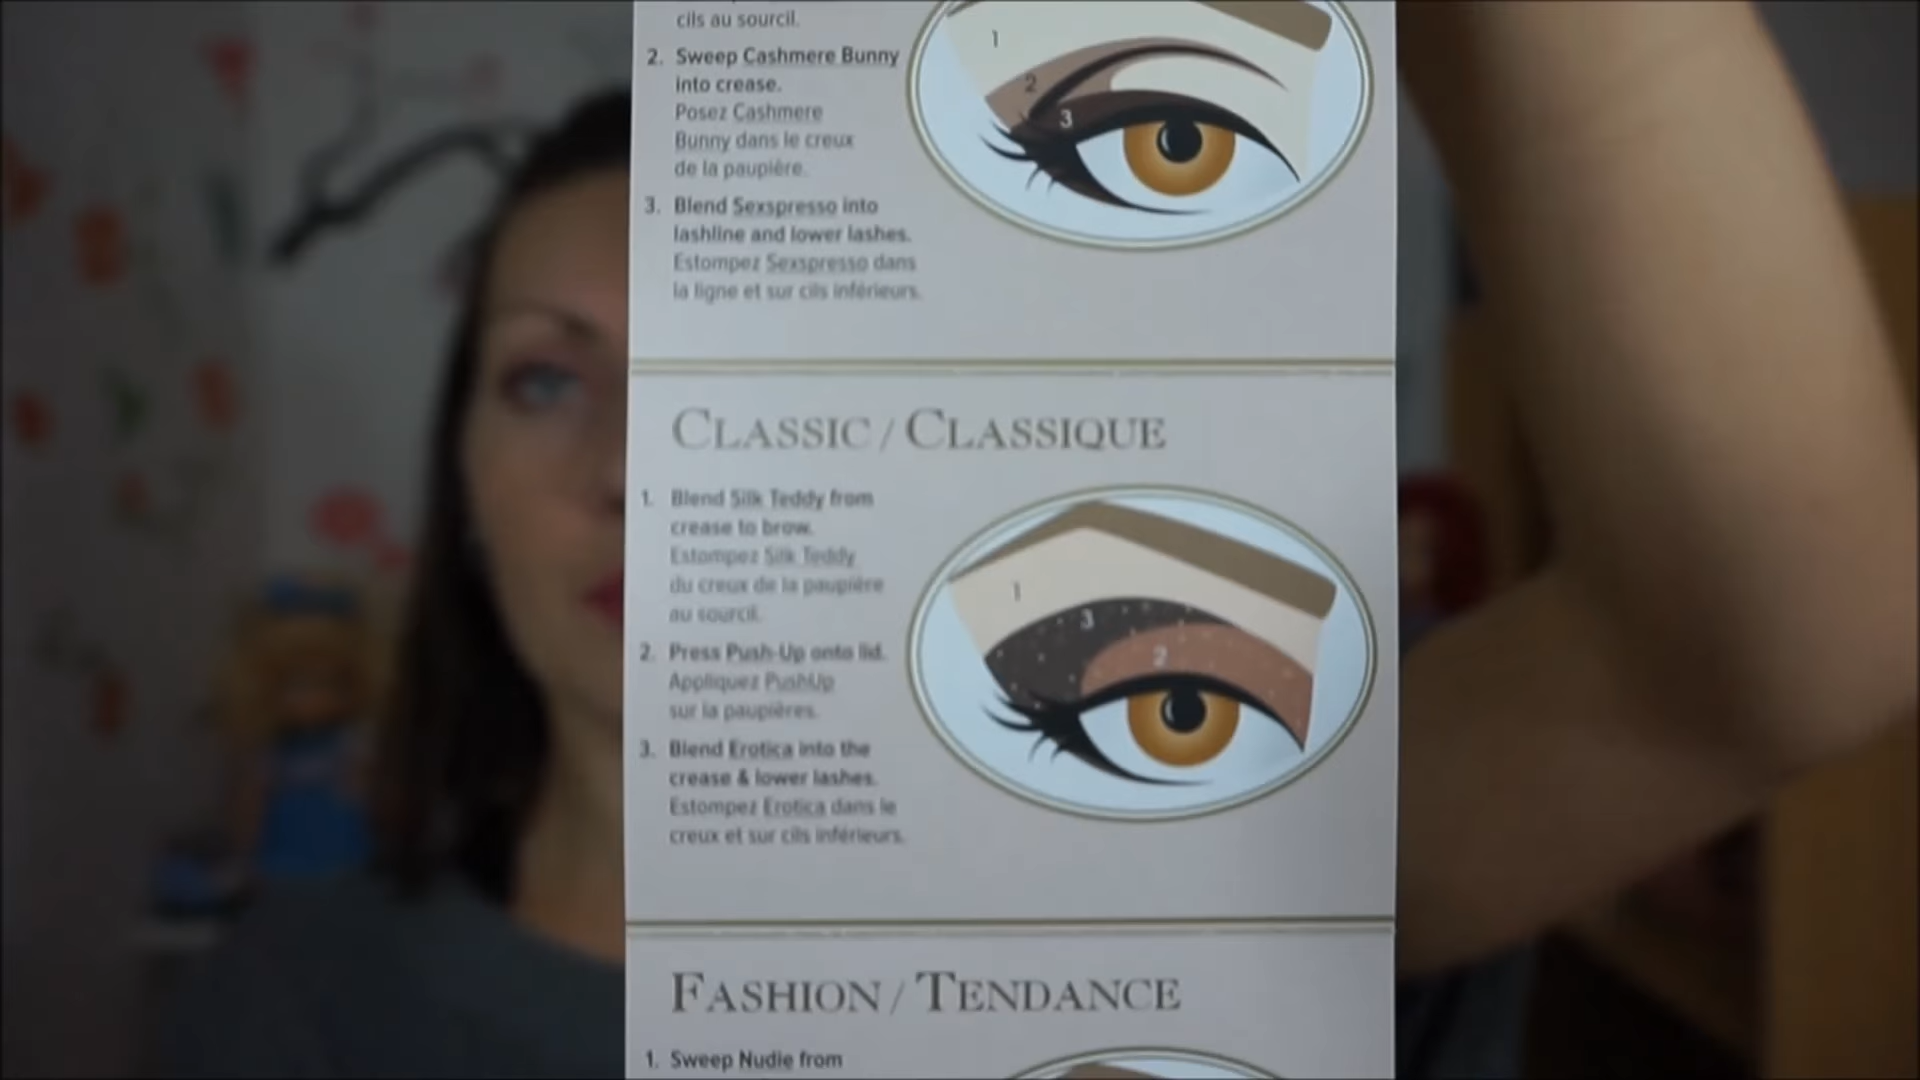 cils au sourcil.
2. Sweep Cashmere Bunny
into crease.
Posez Cashmere
Bunny dans le creux
de la paupière.
3. Blend Sexspresso into
lashline and lower lashes.
Estompez Sexspresso dans
la ligne et sur cils inférieurs.
1
2
3
CLASSIC / CLASSIQUE
1. Blend Silk Teddy from
crease to brow.
Estompez Silk Teddy
du creux de la paupière
au sourcil.
2. Press Push-Up onto lid.
Appliquez PushUp
sur la paupières.
3. Blend Erotica into the
crease & lower lashes.
Estompez Erotica dans le
creux et sur cils inférieurs.
1
3
2
FASHION / TENDANCE
1. Sweep Nudie from